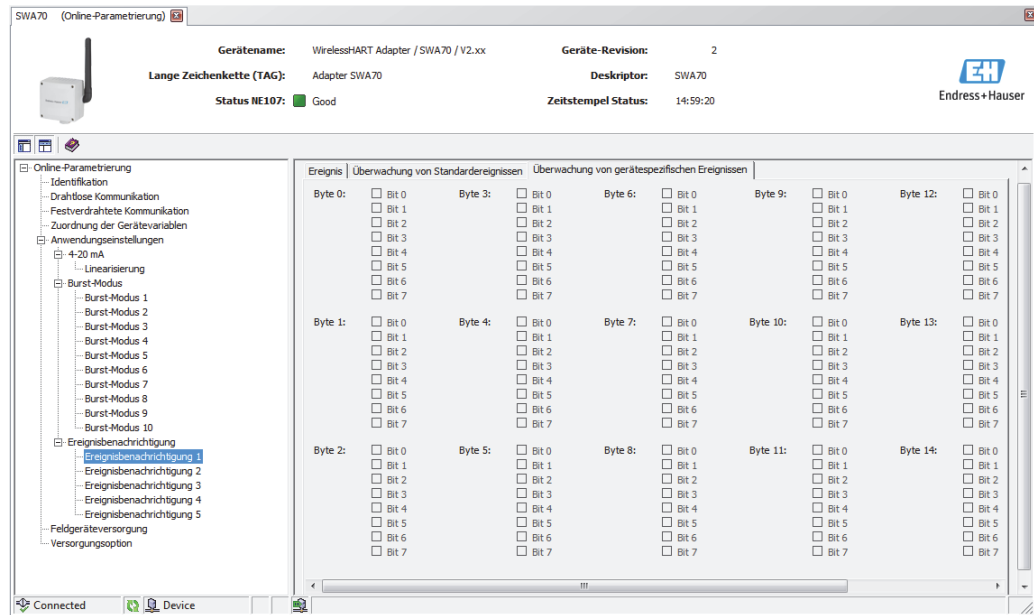 SWA70 (Online-Parametrierung)
Gerätename: WirelessHART Adapter / SWA70 / V2.xx Geräte-Revision: 2
Lange Zeichenkette (TAG): Adapter SWA70 Deskriptor: SWA70
Status NE107: Good Zeitstempel Status: 14:59:20
Endress+Hauser
Online-Parametrierung
Identifikation
Drahtlose Kommunikation
Festverdrahtete Kommunikation
Zuordnung der Gerätevariablen
Anwendungseinstellungen
4-20 mA
Linearisierung
Burst-Modus
Burst-Modus 1
Burst-Modus 2
Burst-Modus 3
Burst-Modus 4
Burst-Modus 5
Burst-Modus 6
Burst-Modus 7
Burst-Modus 8
Burst-Modus 9
Burst-Modus 10
Ereignisbenachrichtigung
Ereignisbenachrichtigung 1
Ereignisbenachrichtigung 2
Ereignisbenachrichtigung 3
Ereignisbenachrichtigung 4
Ereignisbenachrichtigung 5
Feldgeräteversorgung
Versorgungsoption
Ereignis Überwachung von Standardereignissen Überwachung von gerätespezifischen Ereignissen
Byte 0: Bit 0 Byte 3: Bit 0 Byte 6: Bit 0 Byte 9: Bit 0 Byte 12: Bit 0
Bit 1 Bit 1 Bit 1 Bit 1 Bit 1
Bit 2 Bit 2 Bit 2 Bit 2 Bit 2
Bit 3 Bit 3 Bit 3 Bit 3 Bit 3
Bit 4 Bit 4 Bit 4 Bit 4 Bit 4
Bit 5 Bit 5 Bit 5 Bit 5 Bit 5
Bit 6 Bit 6 Bit 6 Bit 6 Bit 6
Bit 7 Bit 7 Bit 7 Bit 7 Bit 7
Byte 1: Bit 0 Byte 4: Bit 0 Byte 7: Bit 0 Byte 10: Bit 0 Byte 13: Bit 0
Bit 1 Bit 1 Bit 1 Bit 1 Bit 1
Bit 2 Bit 2 Bit 2 Bit 2 Bit 2
Bit 3 Bit 3 Bit 3 Bit 3 Bit 3
Bit 4 Bit 4 Bit 4 Bit 4 Bit 4
Bit 5 Bit 5 Bit 5 Bit 5 Bit 5
Bit 6 Bit 6 Bit 6 Bit 6 Bit 6
Bit 7 Bit 7 Bit 7 Bit 7 Bit 7
Byte 2: Bit 0 Byte 5: Bit 0 Byte 8: Bit 0 Byte 11: Bit 0 Byte 14: Bit 0
Bit 1 Bit 1 Bit 1 Bit 1 Bit 1
Bit 2 Bit 2 Bit 2 Bit 2 Bit 2
Bit 3 Bit 3 Bit 3 Bit 3 Bit 3
Bit 4 Bit 4 Bit 4 Bit 4 Bit 4
Bit 5 Bit 5 Bit 5 Bit 5 Bit 5
Bit 6 Bit 6 Bit 6 Bit 6 Bit 6
Bit 7 Bit 7 Bit 7 Bit 7 Bit 7
Connected Device